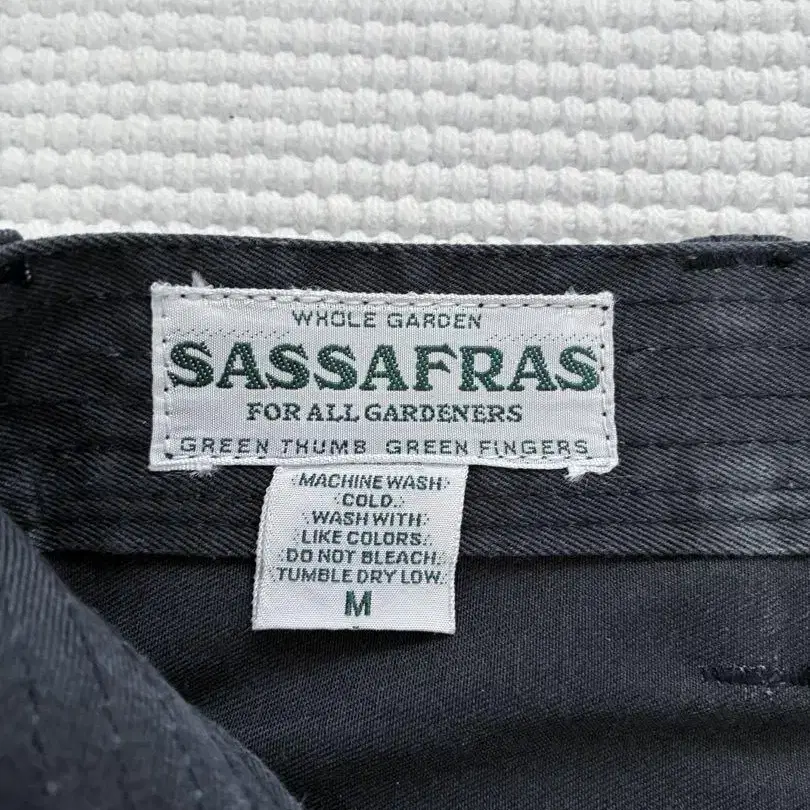 WHOLE GARDEN
SASSAFRAS
FOR ALL GARDENERS
GREEN THUMB GREEN FINGERS
MACHINE WASH
COLD.
WASH WITH
LIKE COLORS.
DO NOT BLEACH.
TUMBLE DRY LOW.
M